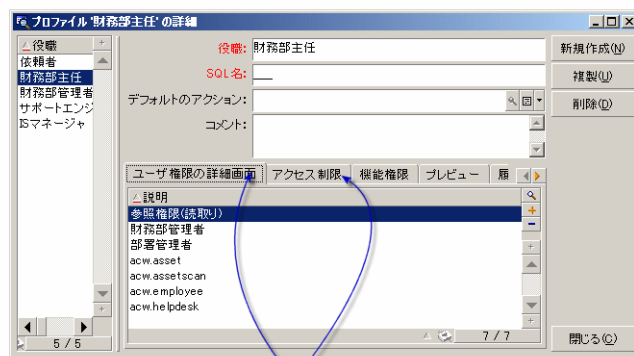 プロファイル '財務部主任' の詳細
役職
依頼者
財務部主任
財務部管理者
サポートエンジ
ISマネージャ
5 / 5
役職: 財務部主任
SQL名:
デフォルトのアクション:
コメント:
ユーザ権限の詳細画面 アクセス制限 機能権限 プレビュー 履
説明
参照権限(読取り)
財務部管理者
部署管理者
acw.asset
acw.assetscan
acw.employee
acw.helpdesk
7 / 7
新規作成(N)
複製(U)
削除(D)
閉じる(C)